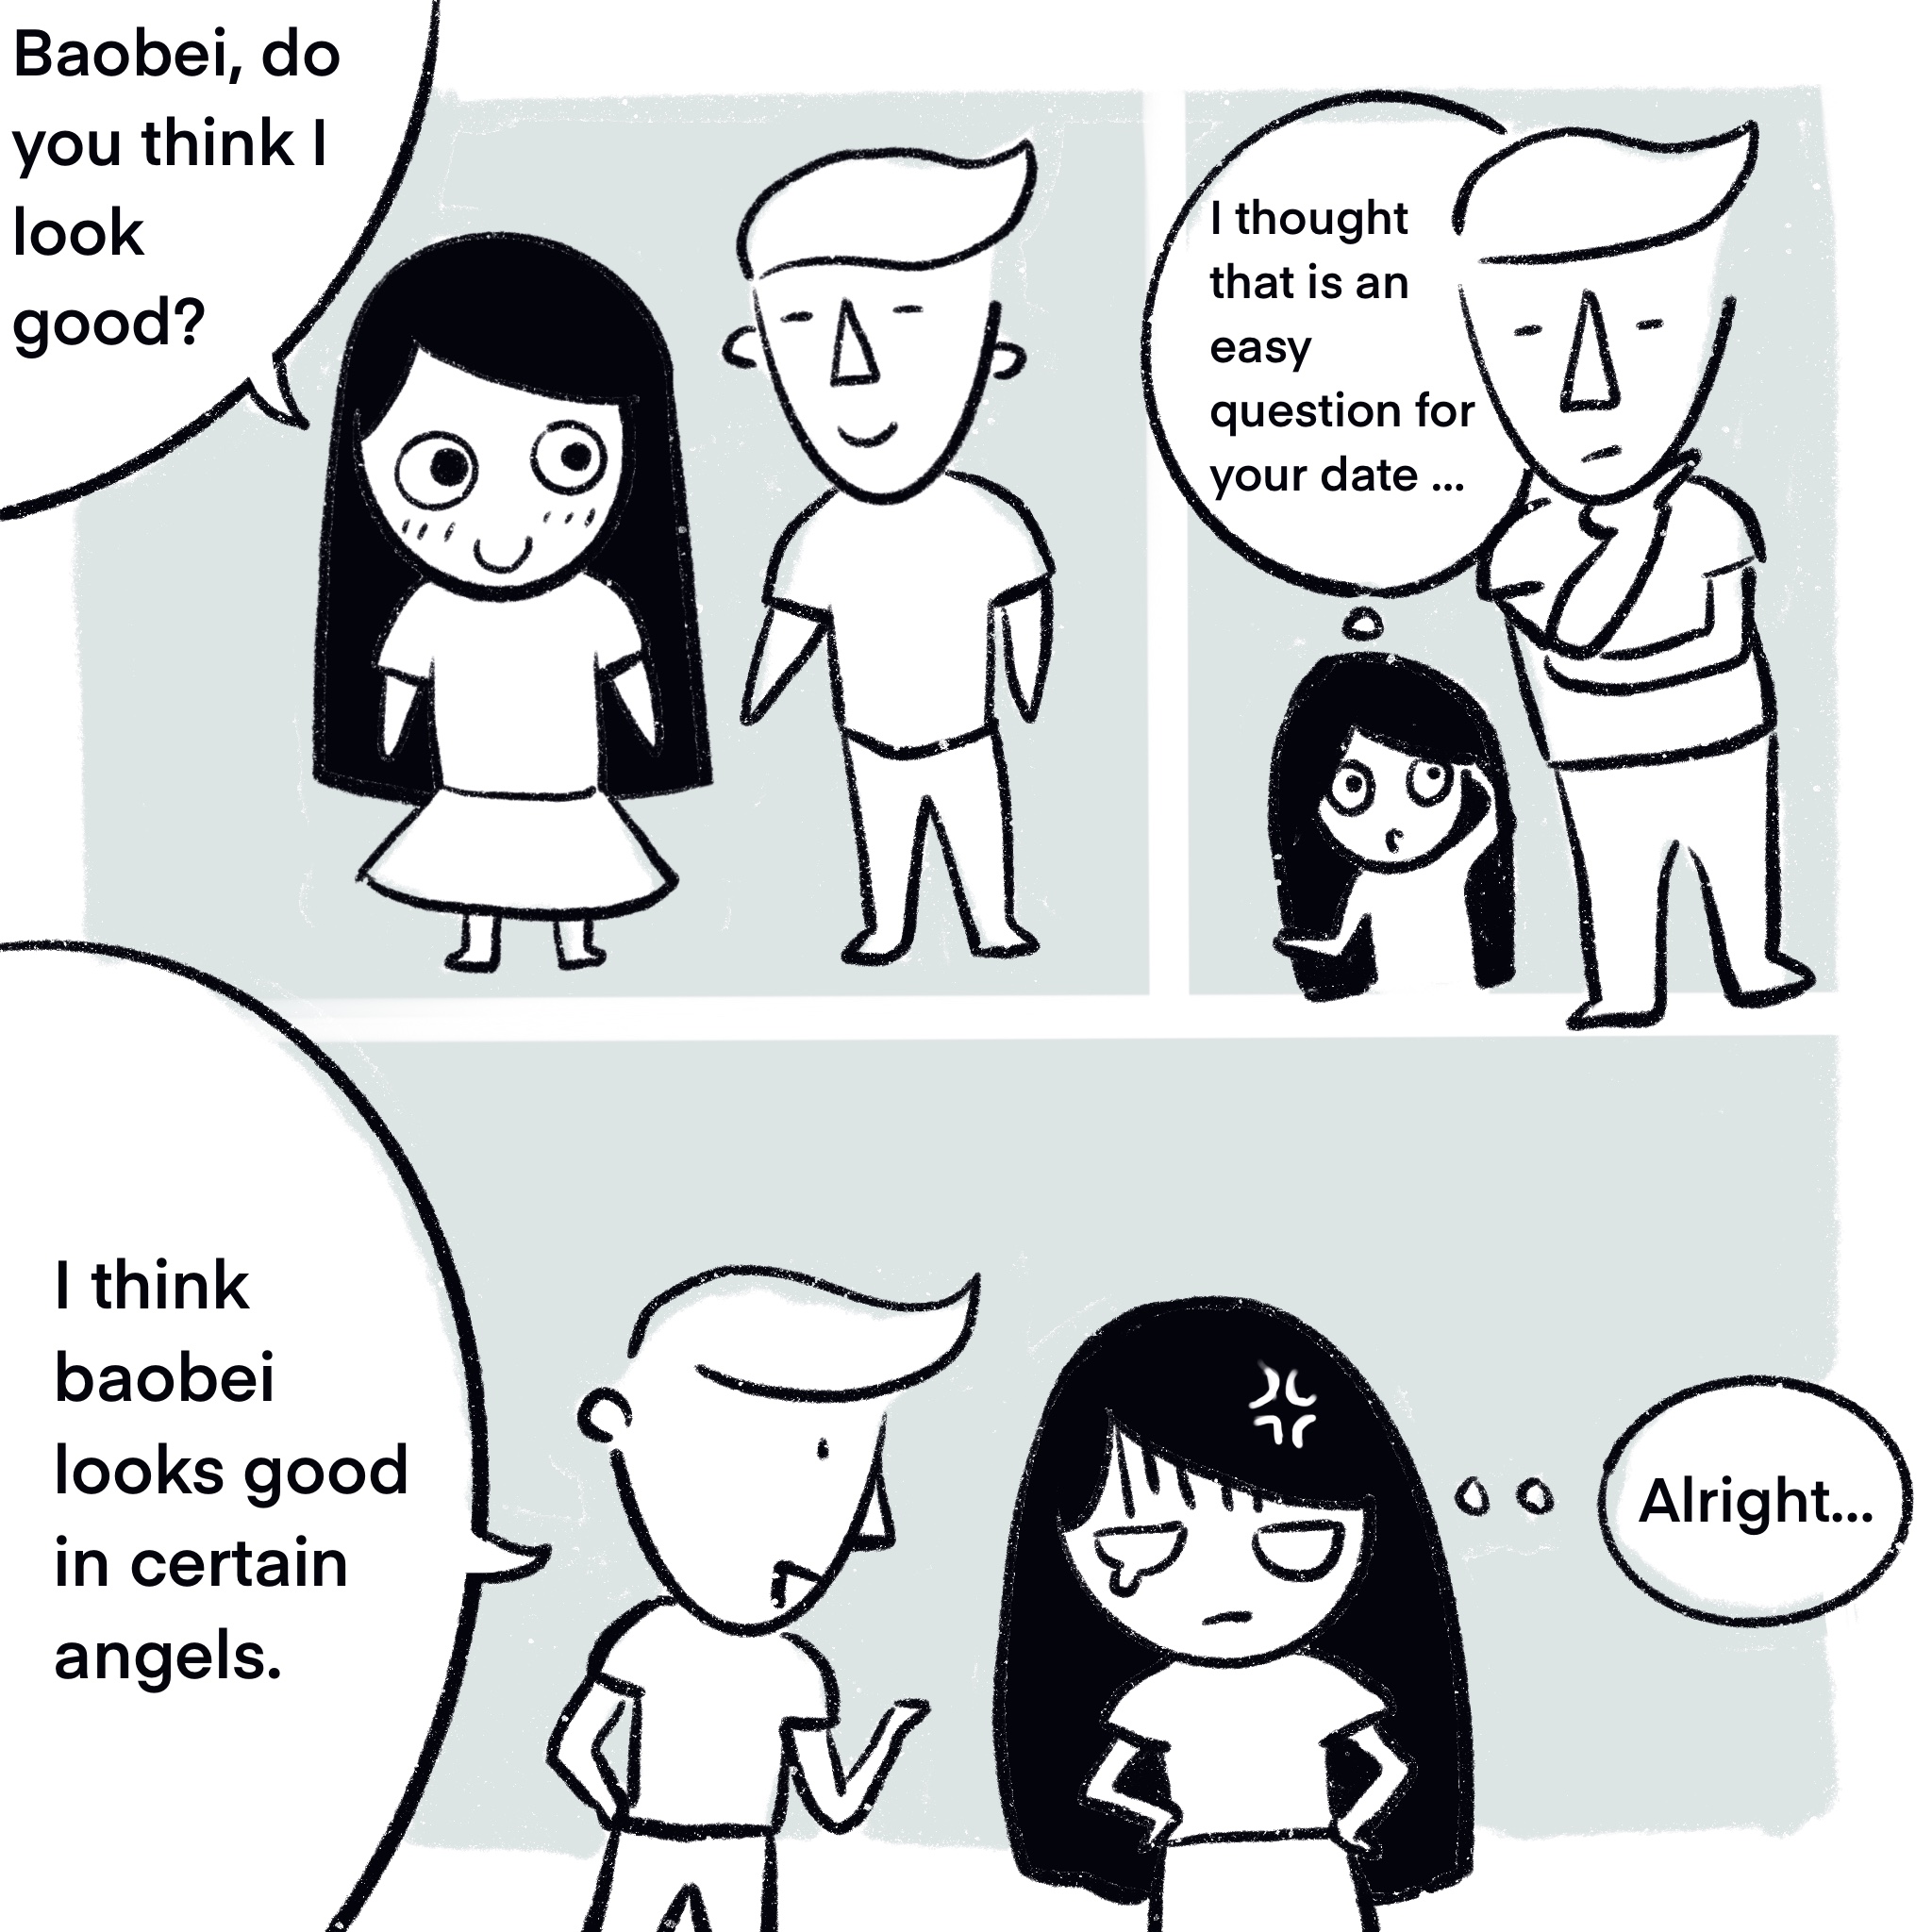 Baobei, do
you think I
look
good?
I thought
that is an
easy
question for
your date ...
I think
baobei
looks good
in certain
angels.
Alright...